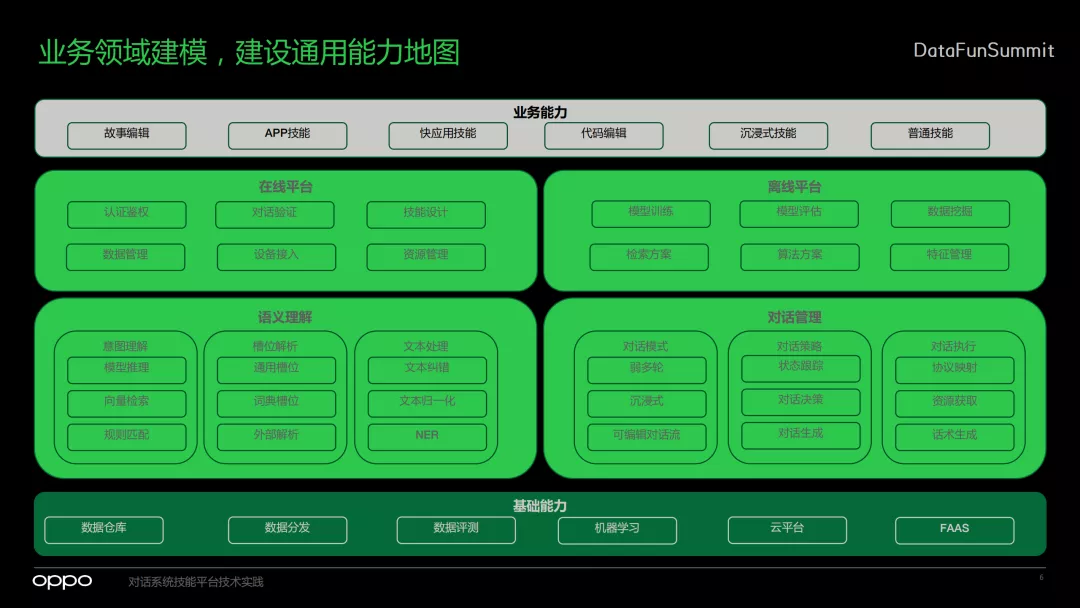 业务领域建模，建设通用能力地图
DataFunSummit
业务能力
故事编辑 APP技能 快应用技能 代码编辑 沉浸式技能 普通技能
在线平台
认证鉴权 对话验证 技能设计
数据管理 设备接入 资源管理
离线平台
模型训练 模型评估 数据挖掘
检索方案 算法方案 特征管理
语义理解
意图理解
模型推理
向量检索
规则匹配
槽位解析
通用槽位
词典槽位
外部解析
文本处理
文本纠错
文本归一化
NER
对话管理
对话模式
弱多轮
沉浸式
可编辑对话流
对话策略
状态跟踪
对话决策
对话生成
对话执行
协议映射
资源获取
话术生成
基础能力
数据仓库 数据分发 数据评测 机器学习 云平台 FAAS
oppo 对话系统技能平台技术实践 6